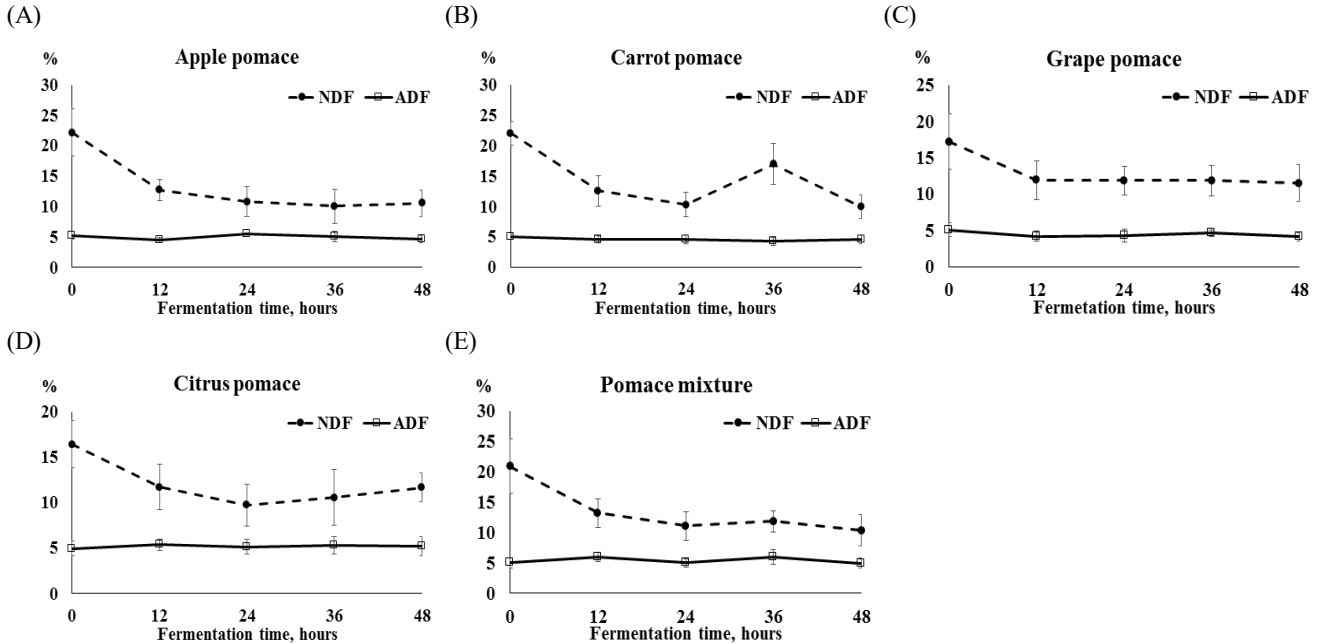 (A)
Apple pomace
%
30
25
20
15
10
5
0
NDF ADF
0 12 24 36 48
Fermentation time, hours
(B)
Carrot pomace
%
30
25
20
15
10
5
0
NDF ADF
0 12 24 36 48
Fermentation time, hours
(C)
Grape pomace
%
25
20
15
10
5
0
NDF ADF
0 12 24 36 48
Fermetation time, hours
(D)
Citrus pomace
%
20
15
10
5
0
NDF ADF
0 12 24 36 48
Fermentation time, hours
(E)
Pomace mixture
%
30
25
20
15
10
5
0
NDF ADF
0 12 24 36 48
Fermentation time, hours